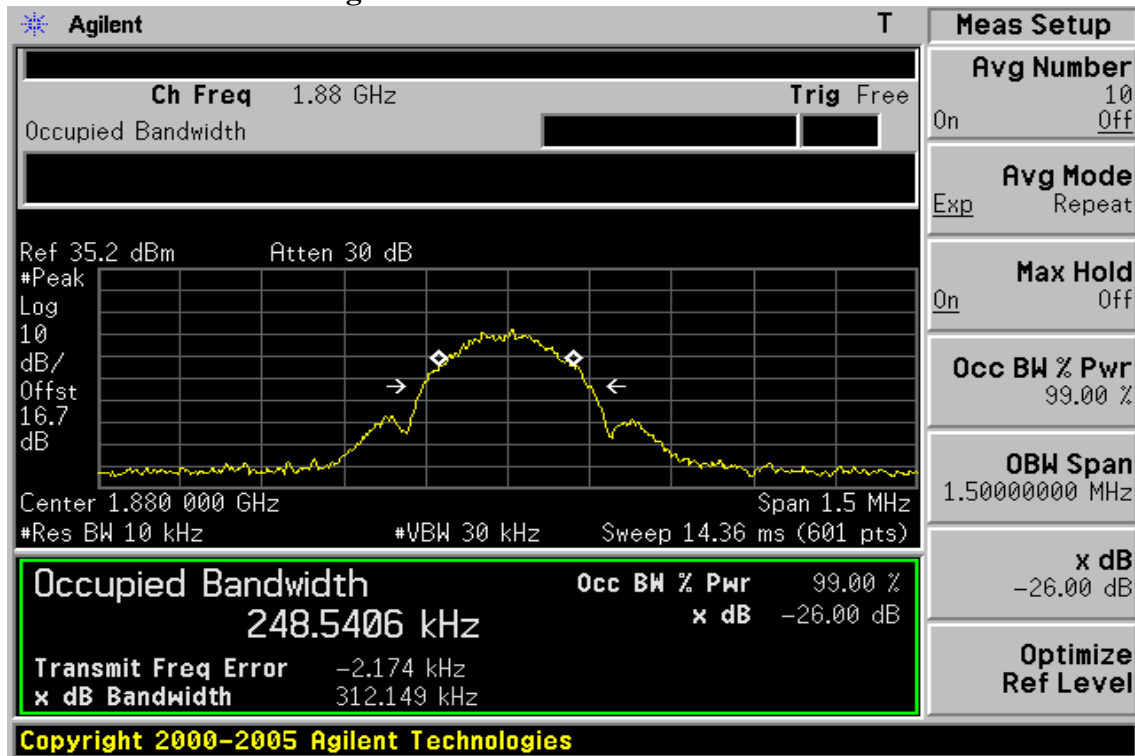 Agilent T
Ch Freq 1.88 GHz Trig Free
Occupied Bandwidth
Ref 35.2 dBm Atten 30 dB
#Peak
Log
10
dB/
Offst
16.7
dB
Center 1.880 000 GHz Span 1.5 MHz
#Res BW 10 kHz #VBW 30 kHz Sweep 14.36 ms (601 pts)
Occupied Bandwidth
248.5406 kHz
Occ BW % Pwr 99.00 %
x dB -26.00 dB
Transmit Freq Error -2.174 kHz
x dB Bandwidth 312.149 kHz
Copyright 2000-2005 Agilent Technologies
Meas Setup
Avg Number
10
On Off
Avg Mode
Exp Repeat
Max Hold
On Off
Occ BW % Pwr
99.00 %
OBW Span
1.50000000 MHz
x dB
-26.00 dB
Optimize
Ref Level